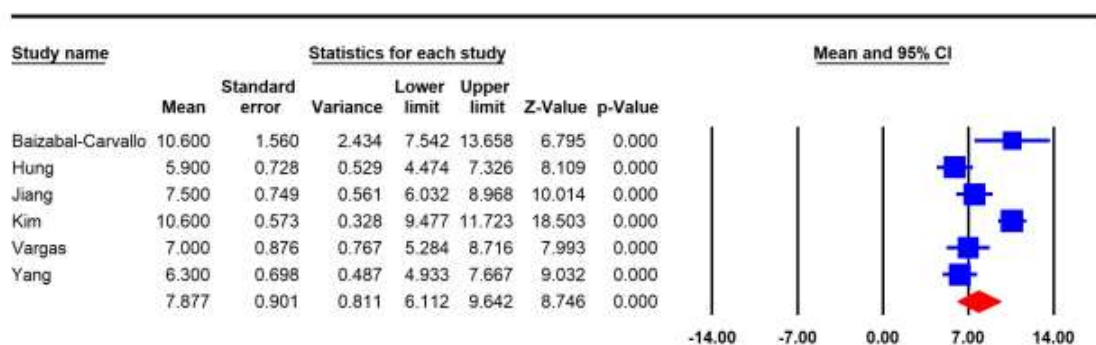 Study name Statistics for each study Mean and 95% CI
Standard Lower Upper
Mean error Variance limit limit Z-Value p-Value
Baizabal-Carvallo 10.600 1.560 2.434 7.542 13.658 6.795 0.000
Hung 5.900 0.728 0.529 4.474 7.326 8.109 0.000
Jiang 7.500 0.749 0.561 6.032 8.968 10.014 0.000
Kim 10.600 0.573 0.328 9.477 11.723 18.503 0.000
Vargas 7.000 0.876 0.767 5.284 8.716 7.993 0.000
Yang 6.300 0.698 0.487 4.933 7.667 9.032 0.000
7.877 0.901 0.811 6.112 9.642 8.746 0.000
-14.00 -7.00 0.00 7.00 14.00